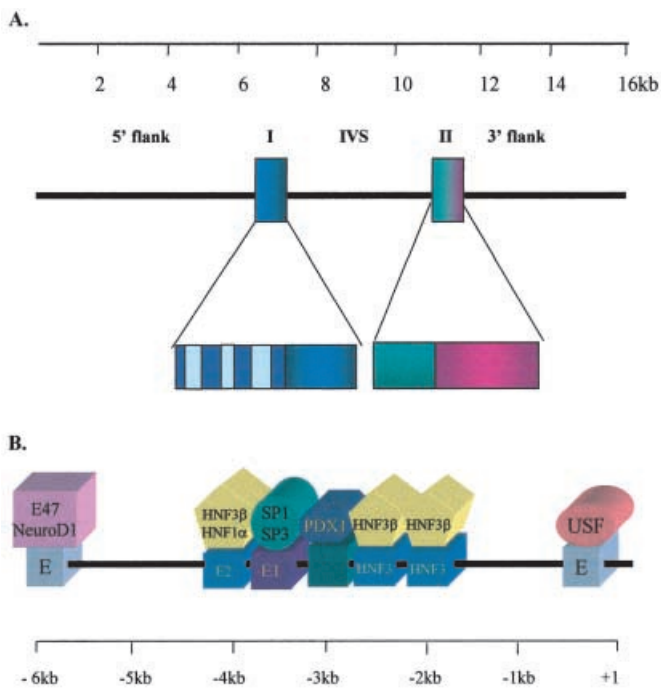 A.
2 4 6 8 10 12 14 16kb
5' flank I IVS II 3' flank
B.
E47
NeuroD1
HNF3β
HNF1α
SP1
SP3
PDX1
HNF3β
HNF3β
USF
E
E2
E1
HNF3
HNF3
E
- 6kb -5kb -4kb -3kb -2kb -1kb +1